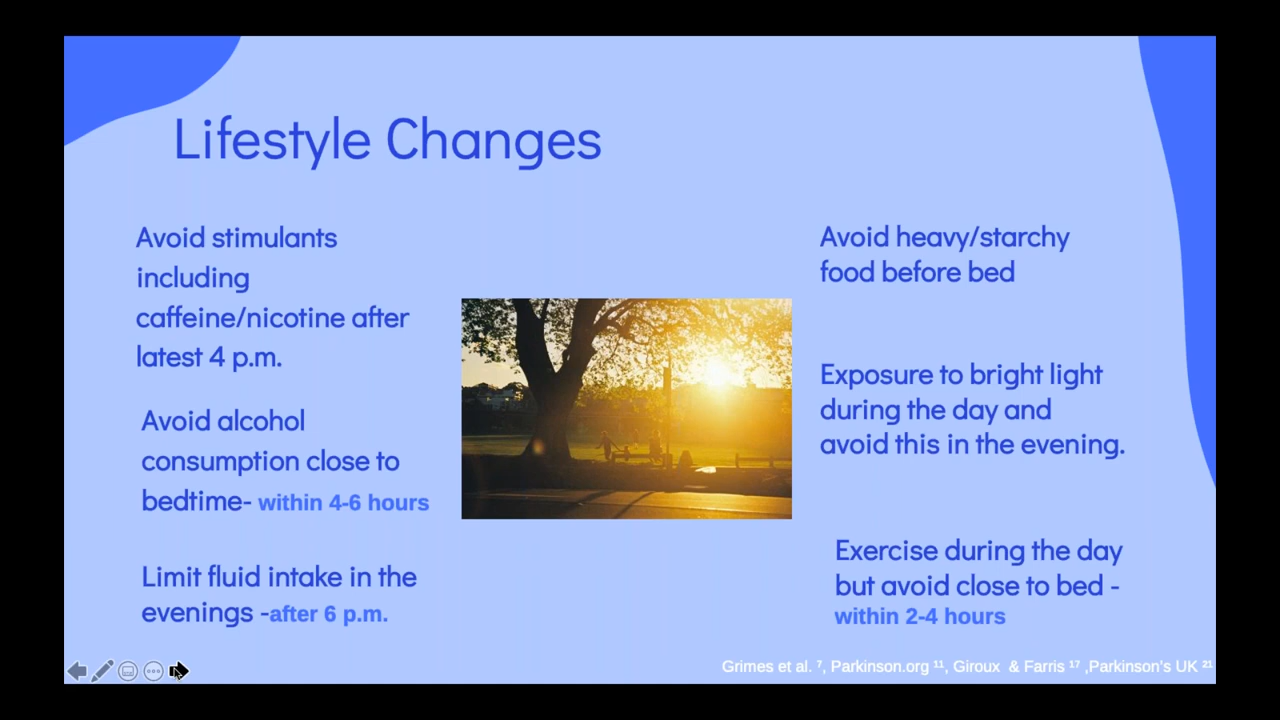 Lifestyle Changes
Avoid stimulants
including
caffeine/nicotine after
latest 4 p.m.
Avoid alcohol
consumption close to
bedtime- within 4-6 hours
Limit fluid intake in the
evenings -after 6 p.m.
Avoid heavy/starchy
food before bed
Exposure to bright light
during the day and
avoid this in the evening.
Exercise during the day
but avoid close to bed -
within 2-4 hours
Grimes et al. ⁷, Parkinson.org ¹¹, Giroux & Farris ¹⁷ ,Parkinson's UK ²¹